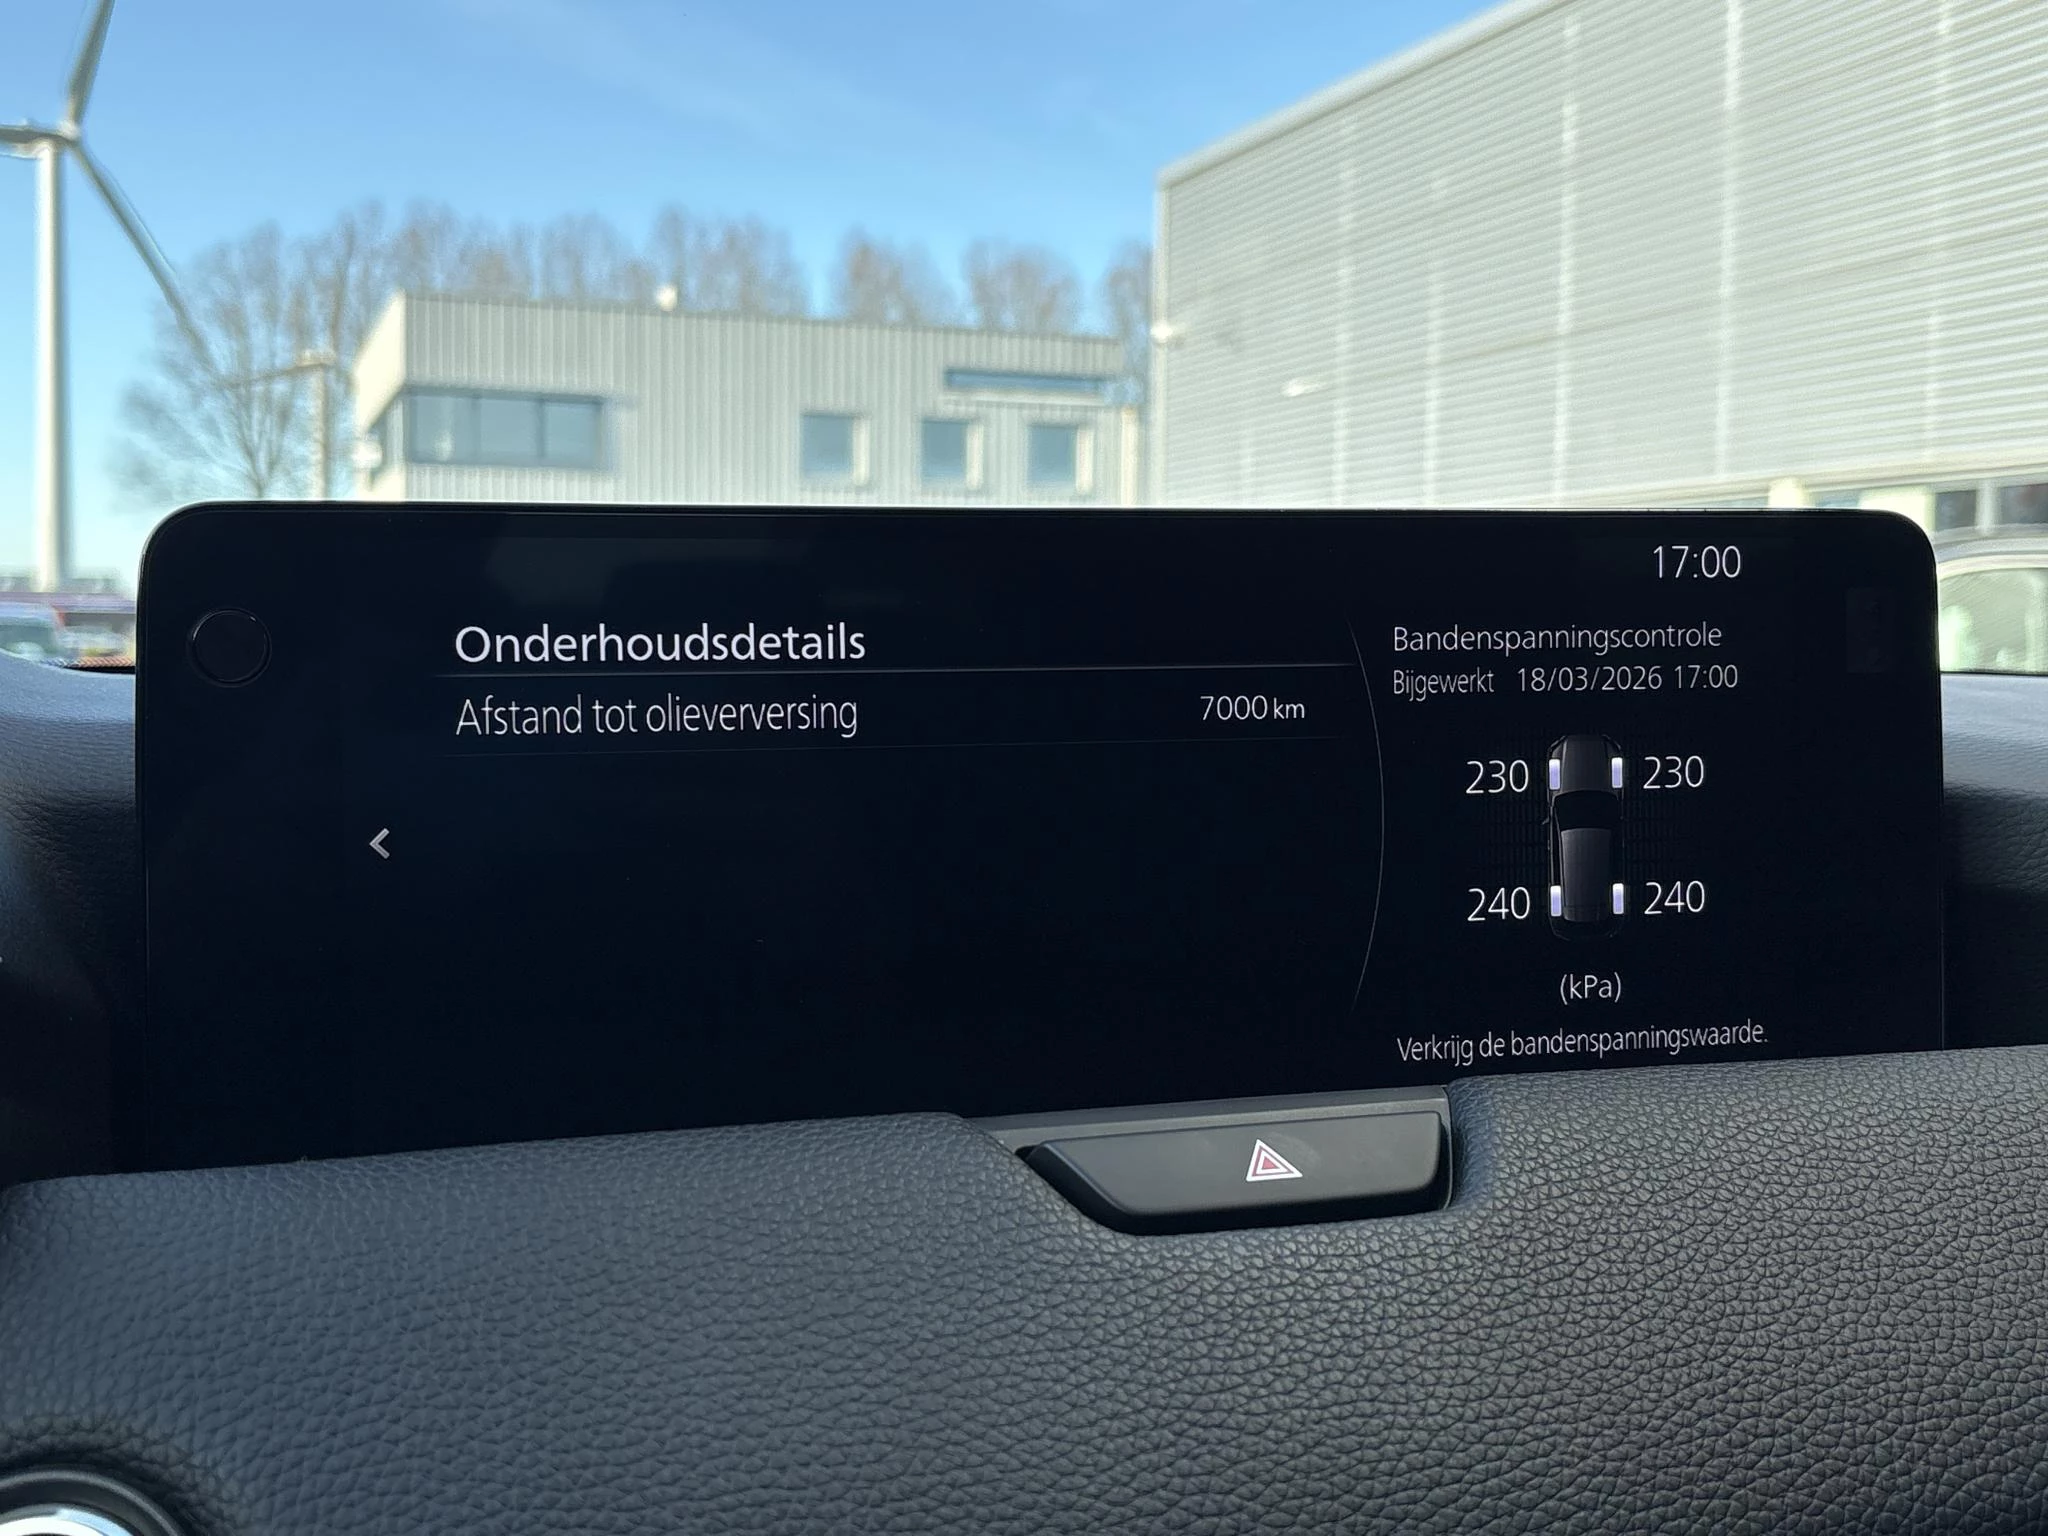 17:00
Onderhoudsdetails
Afstand tot olieverversing 7000 km
Bandenspanningscontrole
Bijgewerkt 18/03/2026 17:00
230 230
240 240
(kPa)
Verkrijg de bandenspanningswaarde.